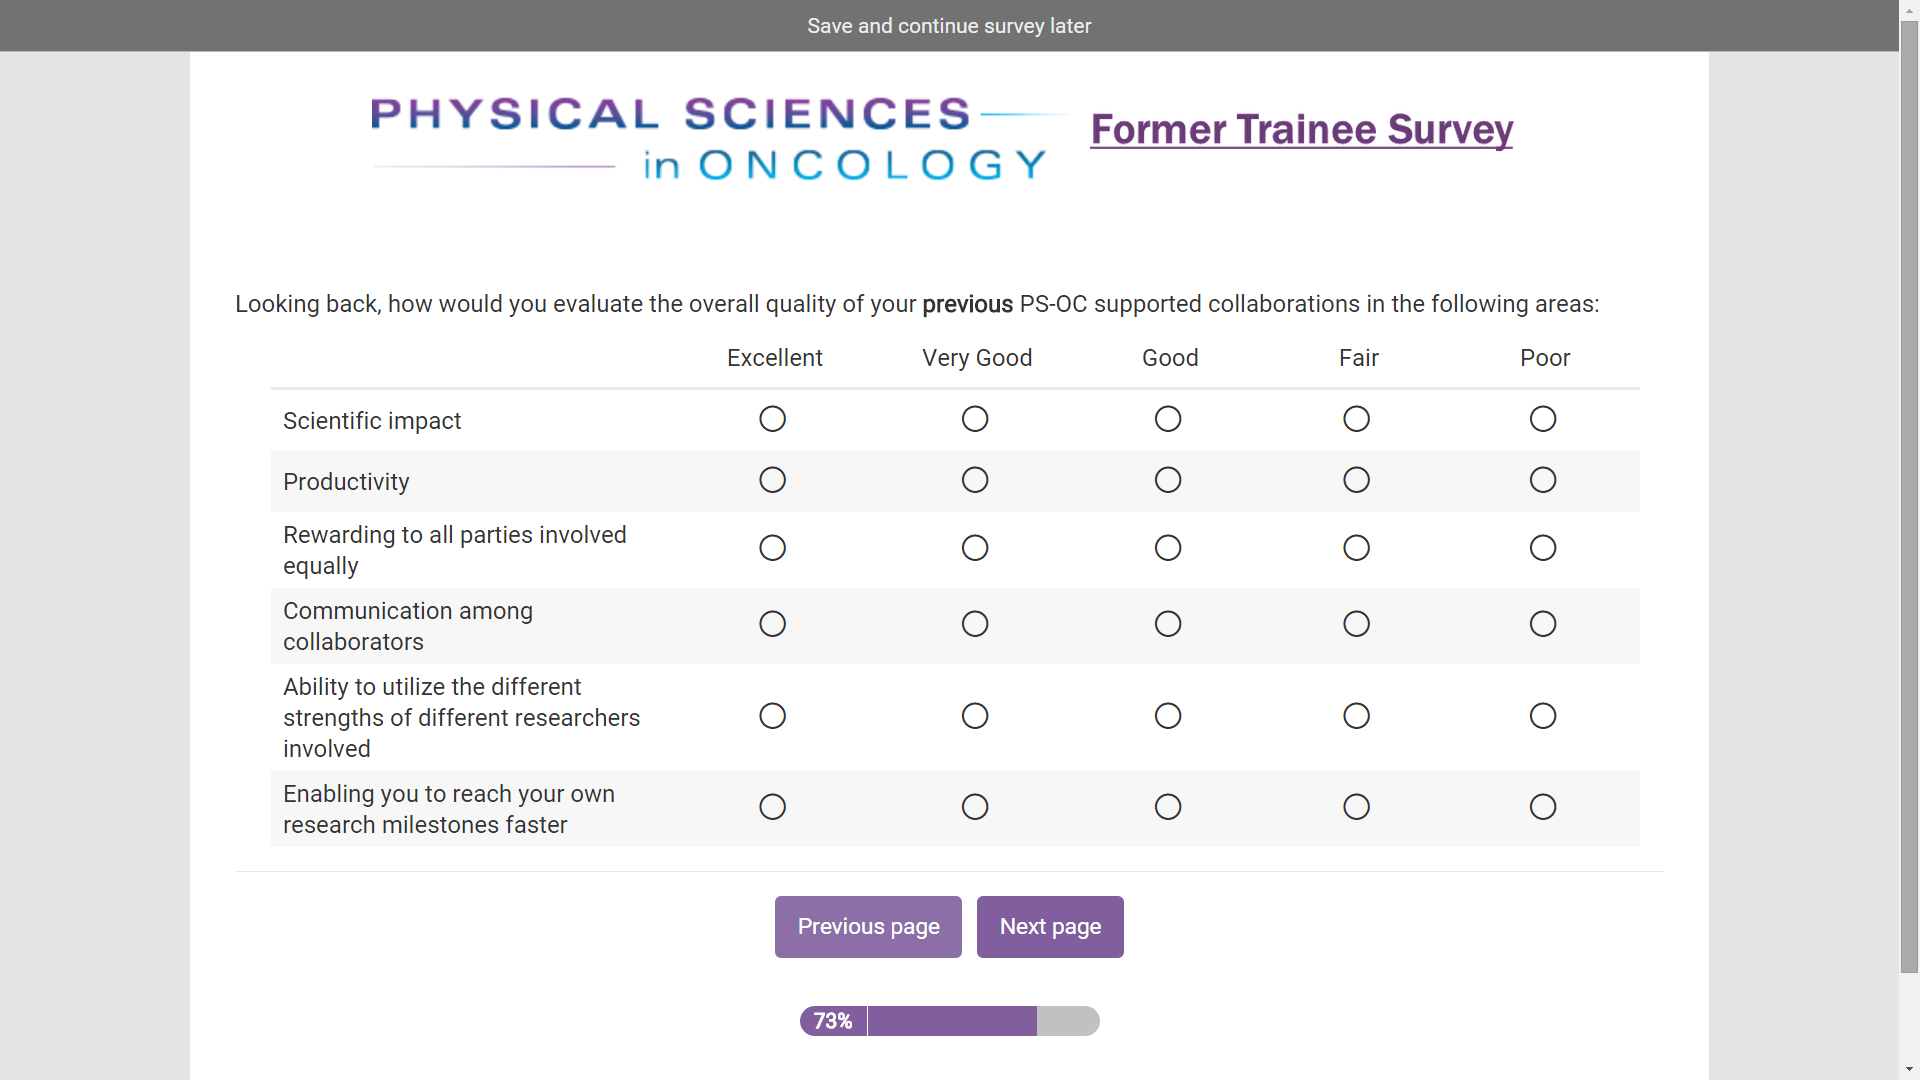 Save and continue survey later
PHYSICAL SCIENCES
in ONCOLOGY
Former Trainee Survey
Looking back, how would you evaluate the overall quality of your previous PS-OC supported collaborations in the following areas:
Excellent Very Good Good Fair Poor
Scientific impact
Productivity
Rewarding to all parties involved
equally
Communication among
collaborators
Ability to utilize the different
strengths of different researchers
involved
Enabling you to reach your own
research milestones faster
Previous page Next page
73%